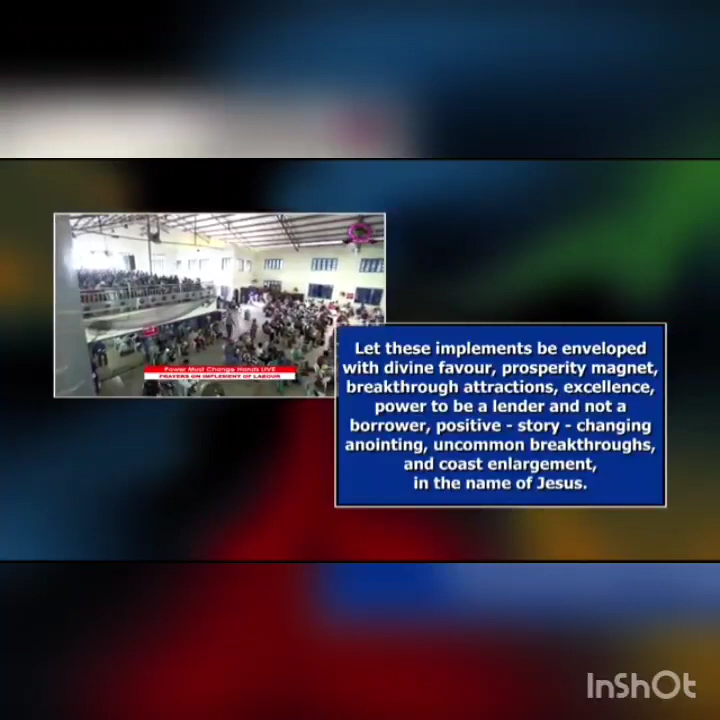 Power Must Change Hands LIVE
PRAYERS ON IMPLEMENT OF LABOUR
Let these implements be enveloped
with divine favour, prosperity magnet,
breakthrough attractions, excellence,
power to be a lender and not a
borrower, positive - story - changing
anointing, uncommon breakthroughs,
and coast enlargement,
in the name of Jesus.
InShOt